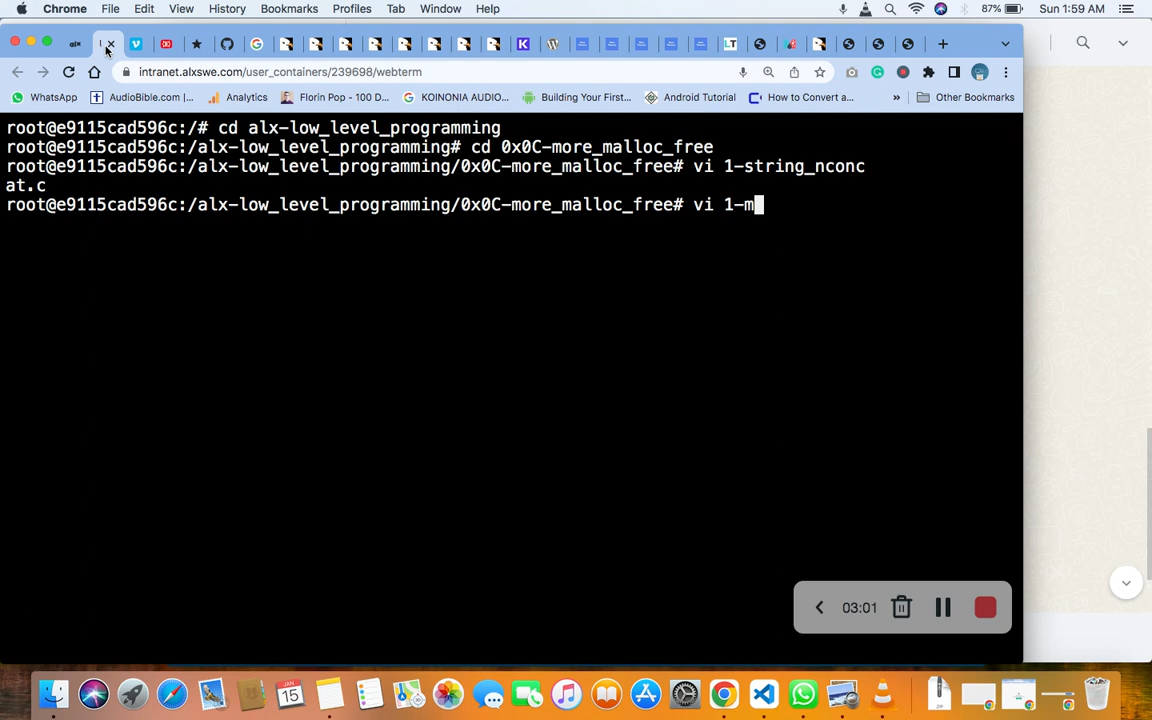 Chrome File Edit View History Bookmarks Profiles Tab Window Help 87% Sun 1:59 AM
intranet.alxswe.com/user_containers/239698/webterm
WhatsApp AudioBible.com |... Analytics Florin Pop - 100 D... KOINONIA AUDIO... Building Your First... Android Tutorial How to Convert a... » Other Bookmarks
root@e9115cad596c:/# cd alx-low_level_programming
root@e9115cad596c:/alx-low_level_programming# cd 0x0C-more_malloc_free
root@e9115cad596c:/alx-low_level_programming/0x0C-more_malloc_free# vi 1-string_nconc
at.c
root@e9115cad596c:/alx-low_level_programming/0x0C-more_malloc_free# vi 1-m
03:01
JAN
15